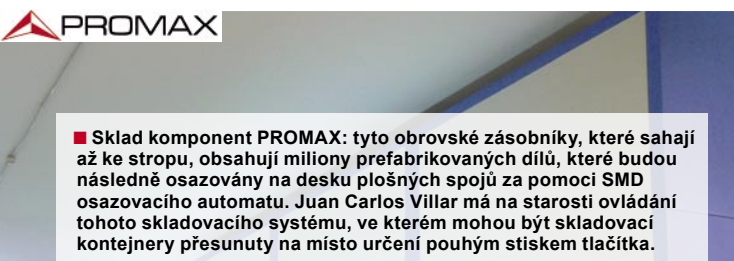 PROMAX
■ Sklad komponent PROMAX: tyto obrovské zásobníky, které sahají
až ke stropu, obsahují miliony prefabrikovaných dílů, které budou
následně osazovány na desku plošných spojů za pomoci SMD
osazovacího automatu. Juan Carlos Villar má na starosti ovládání
tohoto skladovacího systému, ve kterém mohou být skladovací
kontejnery přesunuty na místo určení pouhým stiskem tlačítka.